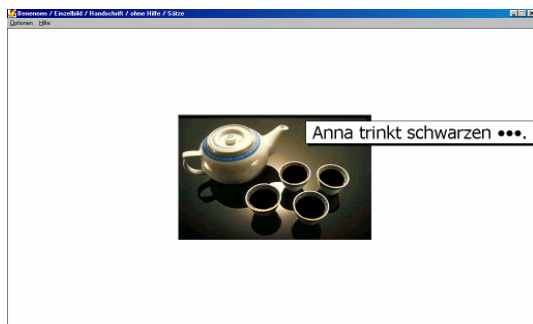 Benennen / Einzelbild / Handschrift / ohne Hilfe / Sätze
Optionen Hilfe
Anna trinkt schwarzen •••.